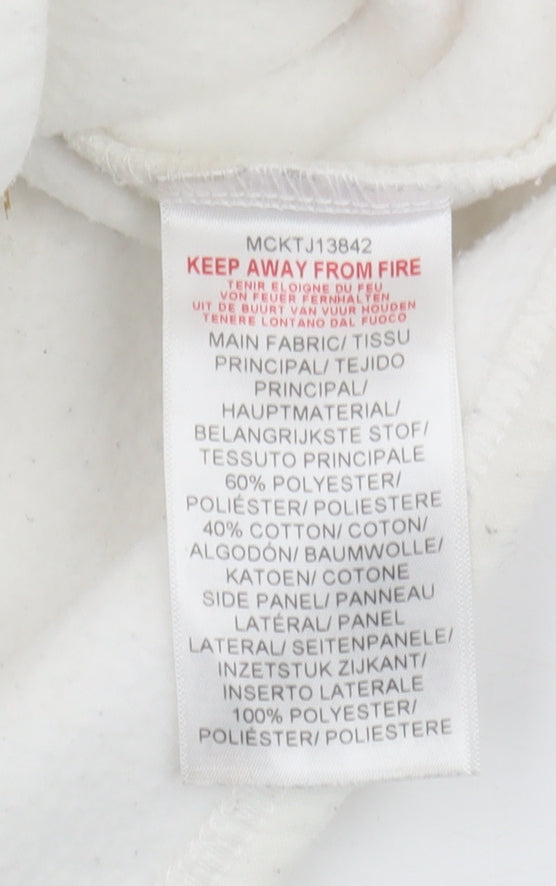 MCKTJ13842
KEEP AWAY FROM FIRE
TENIR ELOIGNE DU FEU
VON FEUER FERNHALTEN
UIT DE BUURT VAN VUUR HOUDEN
TENERE LONTANO DAL FUOCO
MAIN FABRIC/ TISSU
PRINCIPAL/ TEJIDO
PRINCIPAL/
HAUPTMATERIAL/
BELANGRIJKSTE STOF/
TESSUTO PRINCIPALE
60% POLYESTER/
POLIÉSTER/ POLIESTERE
40% COTTON/ COTON/
ALGODÓN/ BAUMWOLLE/
KATOEN/ COTONE
SIDE PANEL/ PANNEAU
LATÉRAL/ PANEL
LATERAL/ SEITENPANELE/
INZETSTUK ZIJKANT/
INSERTO LATERALE
100% POLYESTER/
POLIÉSTER/ POLIESTERE